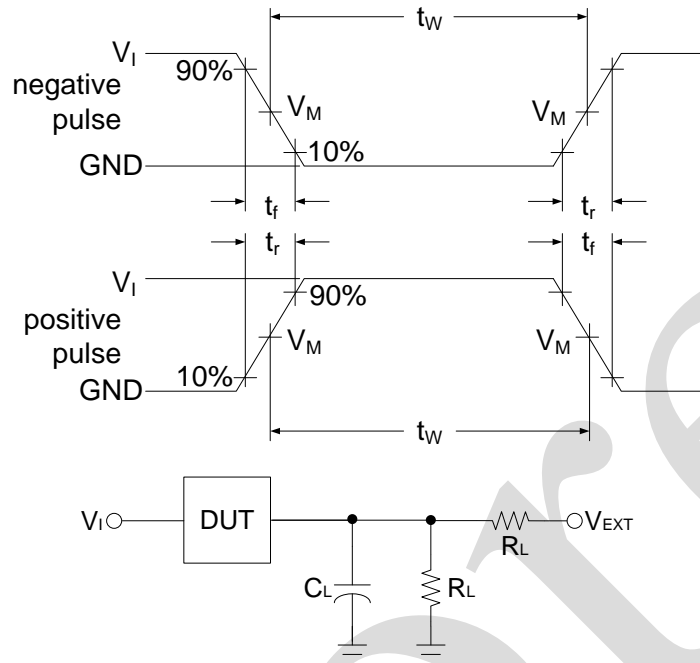 tW
VI
90%
negative
pulse
VM
VM
10%
GND
tf
tr
tr
tf
VI
90%
positive
pulse
VM
VM
10%
GND
tW
VI
DUT
VEXT
RL
CL
RL